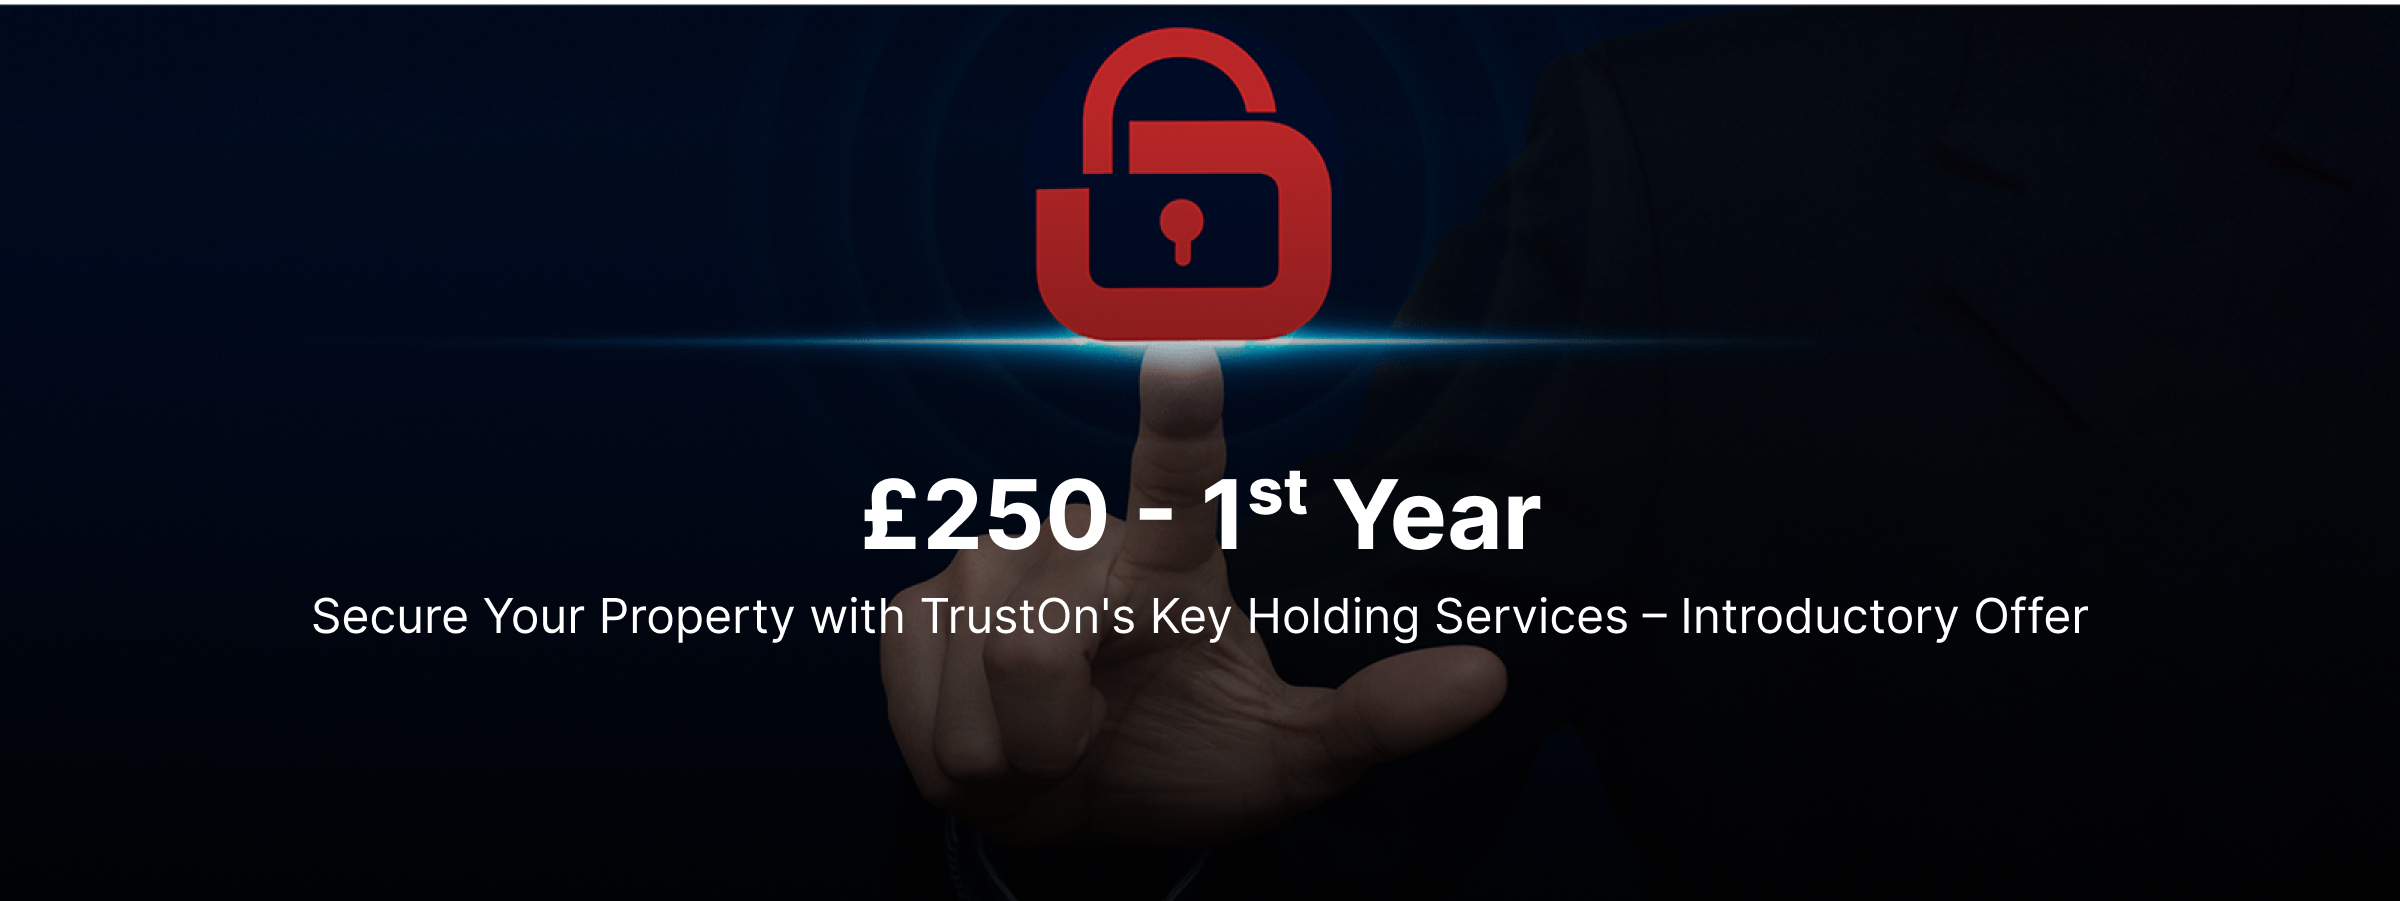 £250 - 1st Year
Secure Your Property with TrustOn's Key Holding Services – Introductory Offer